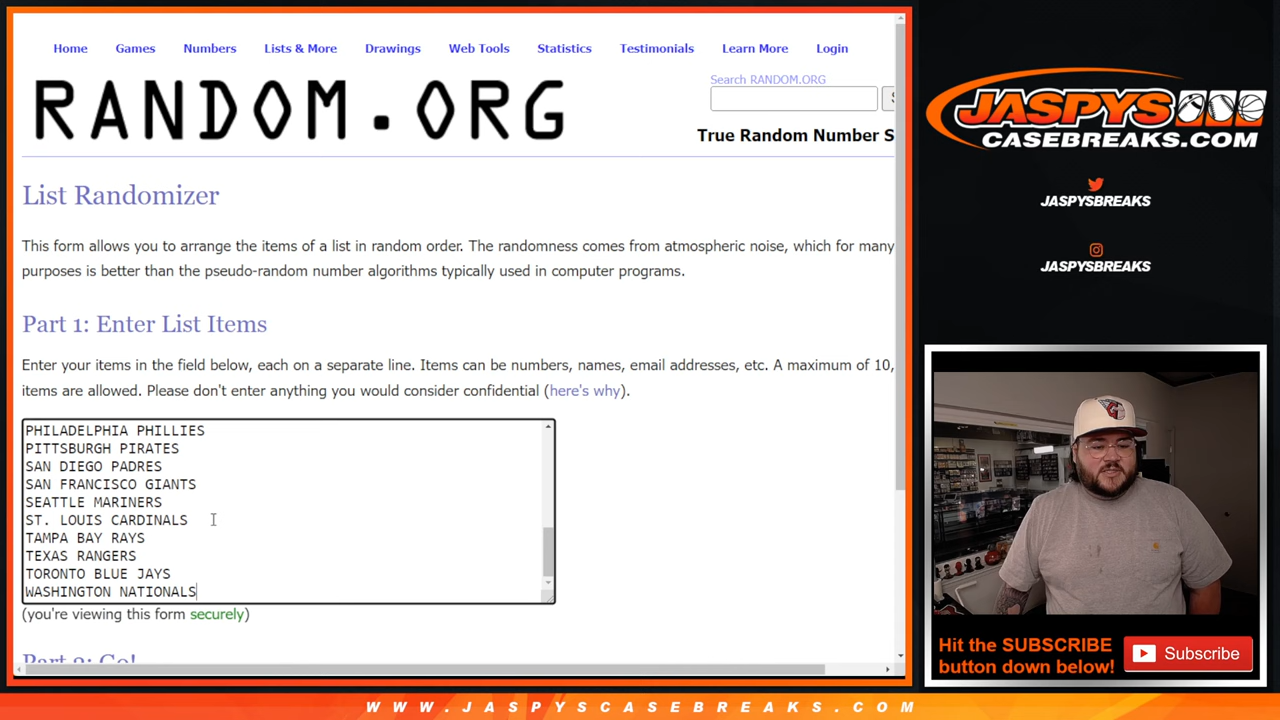 Home Games Numbers Lists & More Drawings Web Tools Statistics Testimonials Learn More Login
RANDOM.ORG
Search RANDOM.ORG
S
True Random Number S
List Randomizer
This form allows you to arrange the items of a list in random order. The randomness comes from atmospheric noise, which for many
purposes is better than the pseudo-random number algorithms typically used in computer programs.
Part 1: Enter List Items
Enter your items in the field below, each on a separate line. Items can be numbers, names, email addresses, etc. A maximum of 10,
items are allowed. Please don't enter anything you would consider confidential (here's why).
PHILADELPHIA PHILLIES
PITTSBURGH PIRATES
SAN DIEGO PADRES
SAN FRANCISCO GIANTS
SEATTLE MARINERS
ST. LOUIS CARDINALS
TAMPA BAY RAYS
TEXAS RANGERS
TORONTO BLUE JAYS
WASHINGTON NATIONALS
(you're viewing this form securely)
Part 2: Go!
JASPYS
CASEBREAKS.COM
JASPYSBREAKS
JASPYSBREAKS
Hit the SUBSCRIBE
button down below!
Subscribe
WWW.JASPYSCASEBREAKS.COM